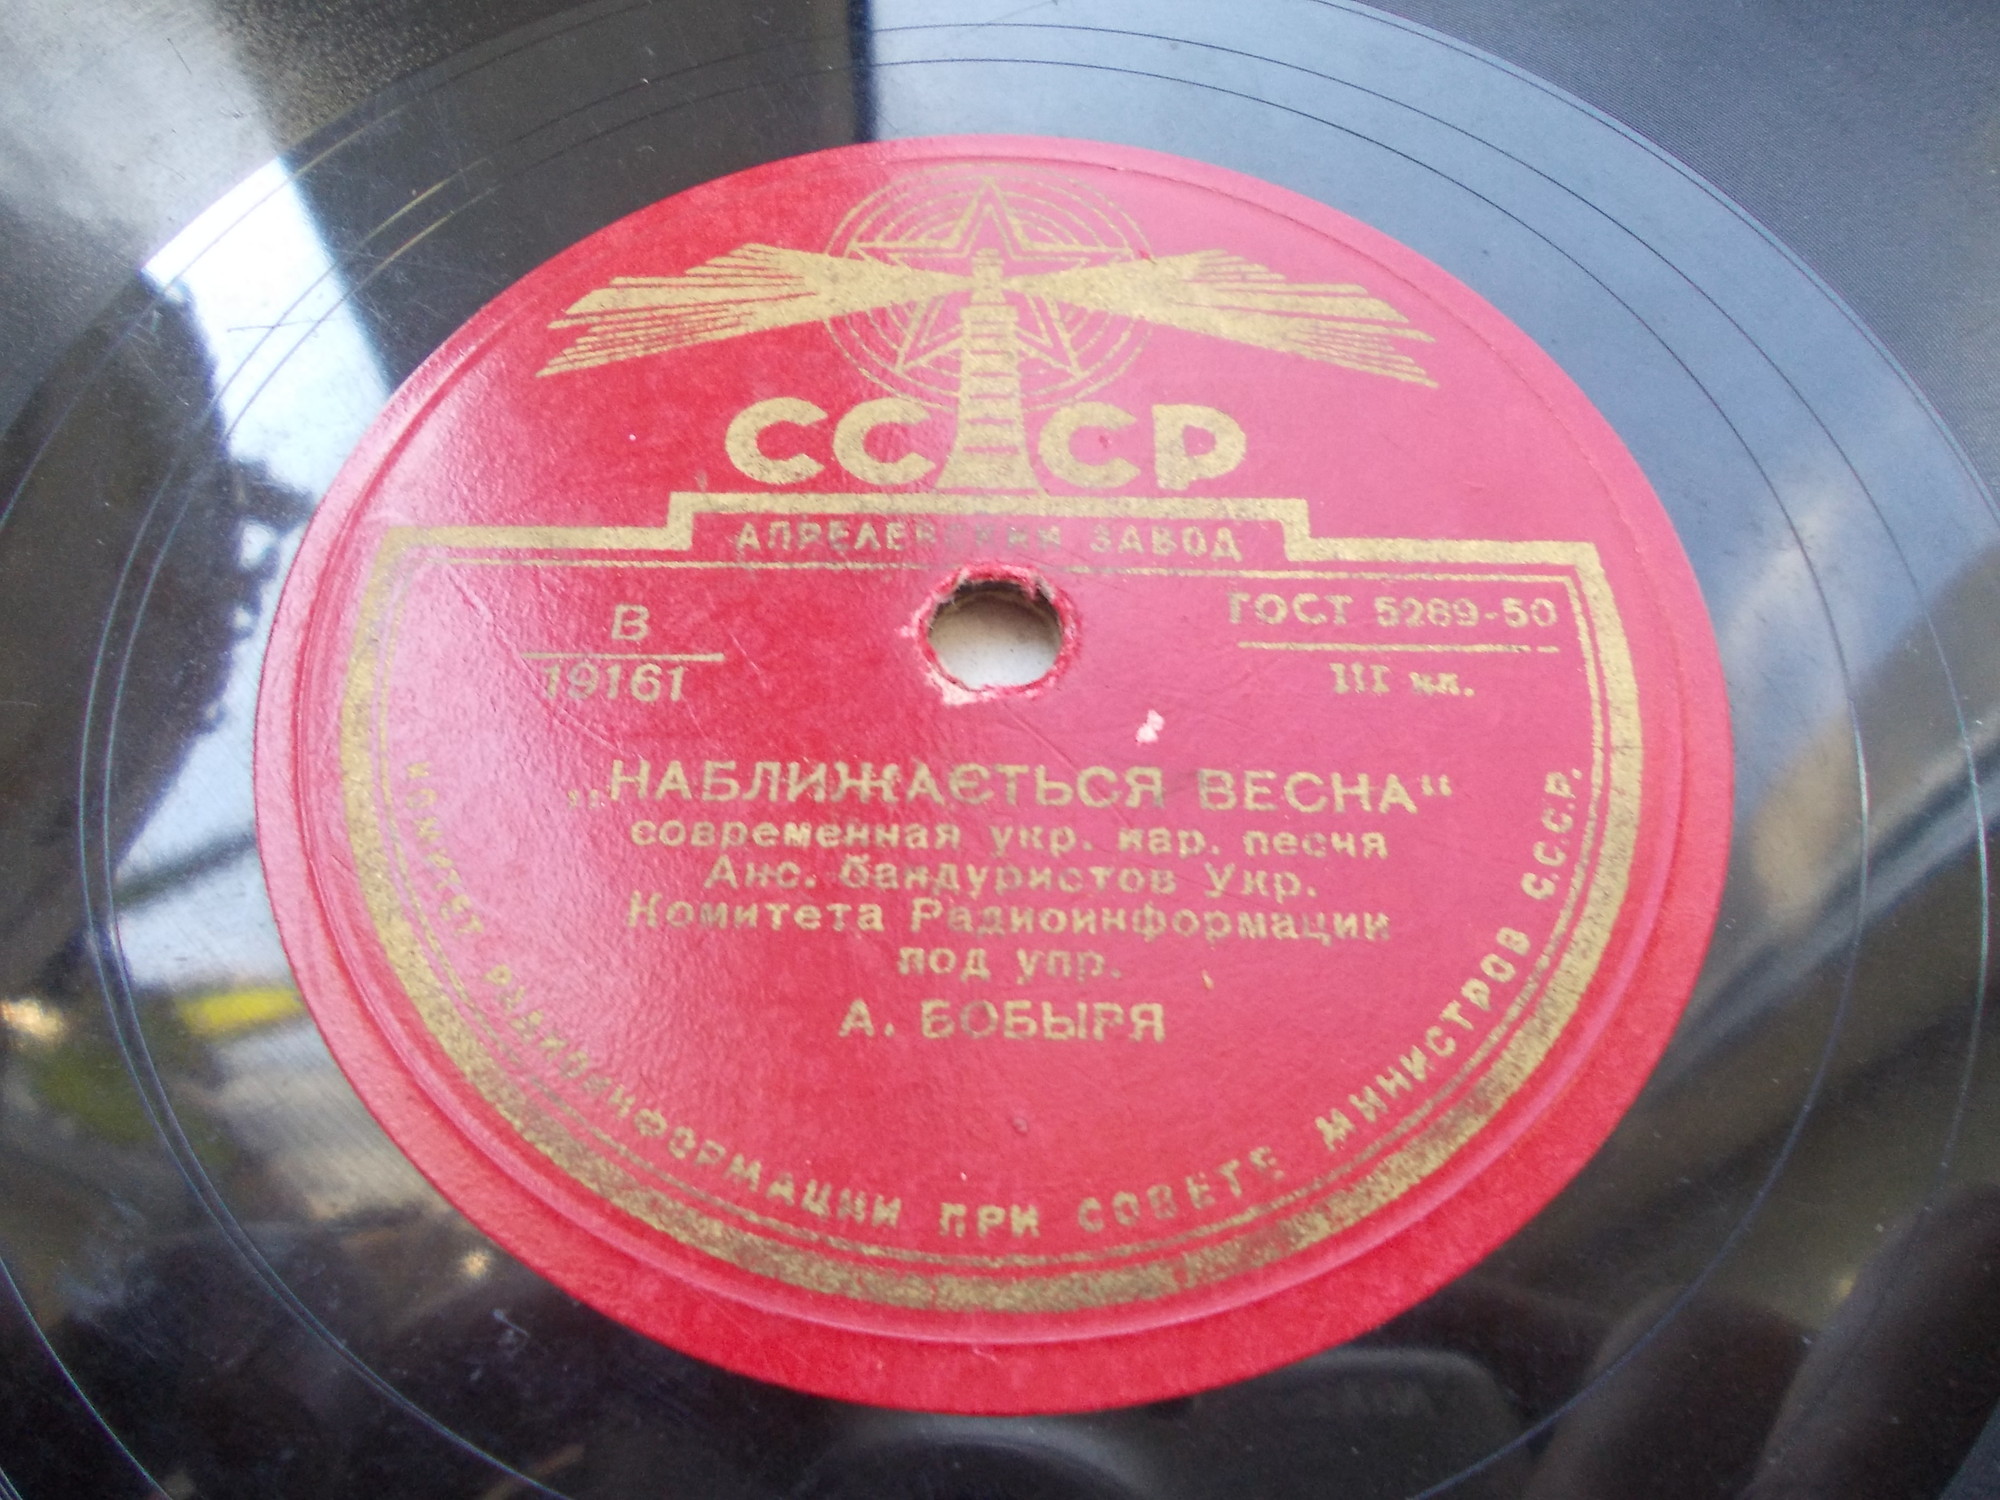 СССР
АПРЕЛЕВСКИЙ ЗАВОД
В
19161
ГОСТ 5289-50
III кл.
„НАБЛИЖАЄТЬСЯ ВЕСНА“
современная укр. нар. песня
Анс. бандуристов Укр.
Комитета Радиоинформации
под упр.
А. БОБЫРЯ
КОМИТЕТ РАДИОИНФОРМАЦИИ ПРИ СОВЕТЕ МИНИСТРОВ С.С.С.Р.